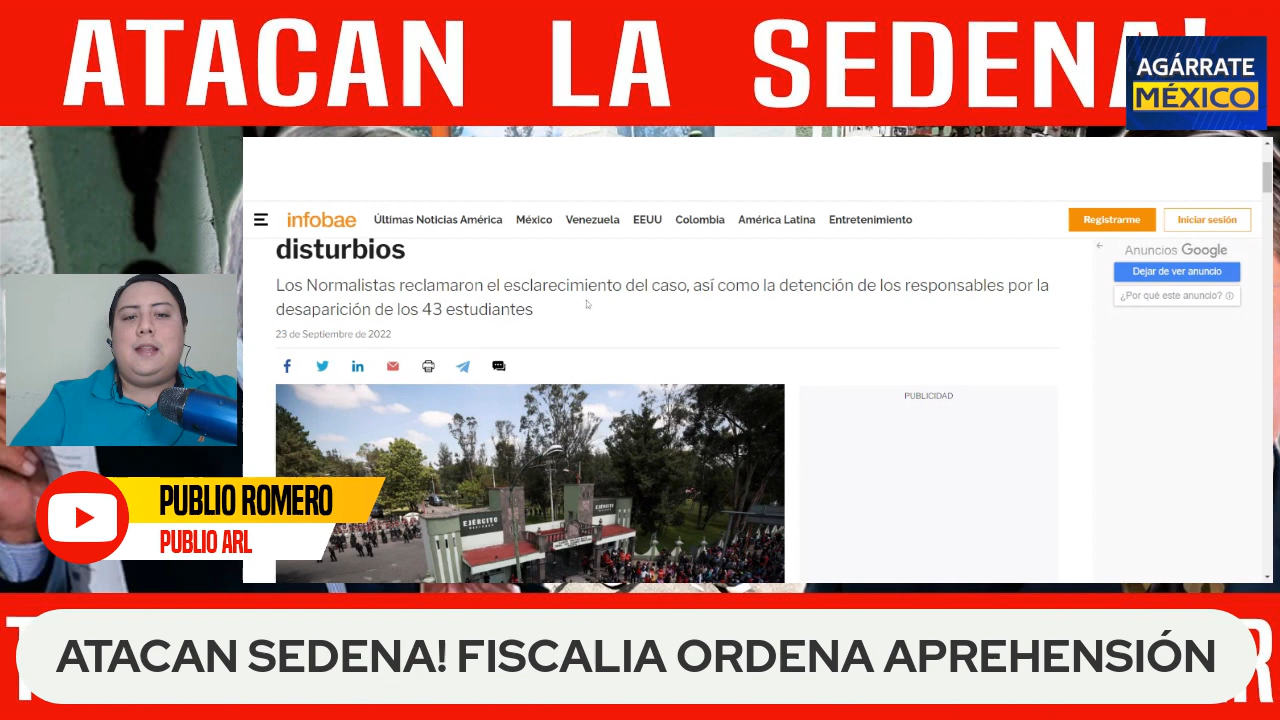 ATACAN LA SEDENA!
AGÁRRATE
MÉXICO
infobae Últimas Noticias América México Venezuela EEUU Colombia América Latina Entretenimiento Registrarme Iniciar sesión
disturbios
Los Normalistas reclamaron el esclarecimiento del caso, así como la detención de los responsables por la
desaparición de los 43 estudiantes
23 de Septiembre de 2022
Anuncios Google
Dejar de ver anuncio
¿Por qué este anuncio?
PUBLICIDAD
EJÉRCITO
PUBLIO ROMERO
PUBLIO ARL
ATACAN SEDENA! FISCALIA ORDENA APREHENSIÓN